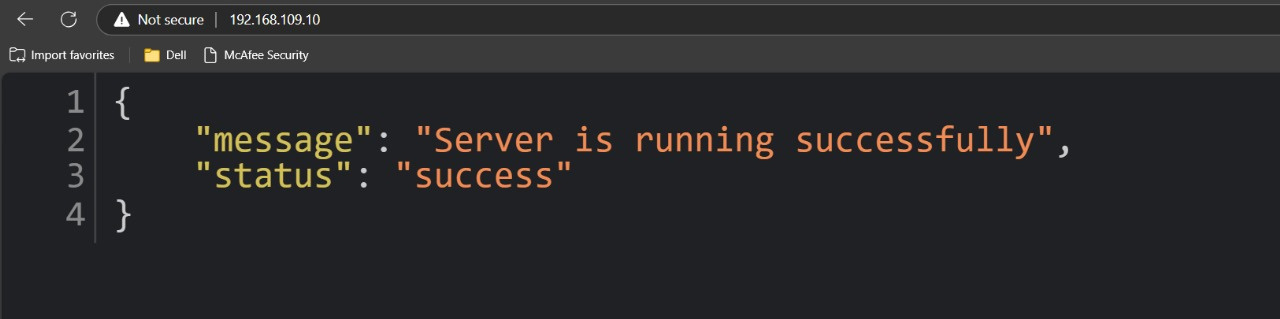 Not secure | 192.168.109.10
Import favorites Dell McAfee Security
1 {
2 "message": "Server is running successfully",
3 "status": "success"
4 }